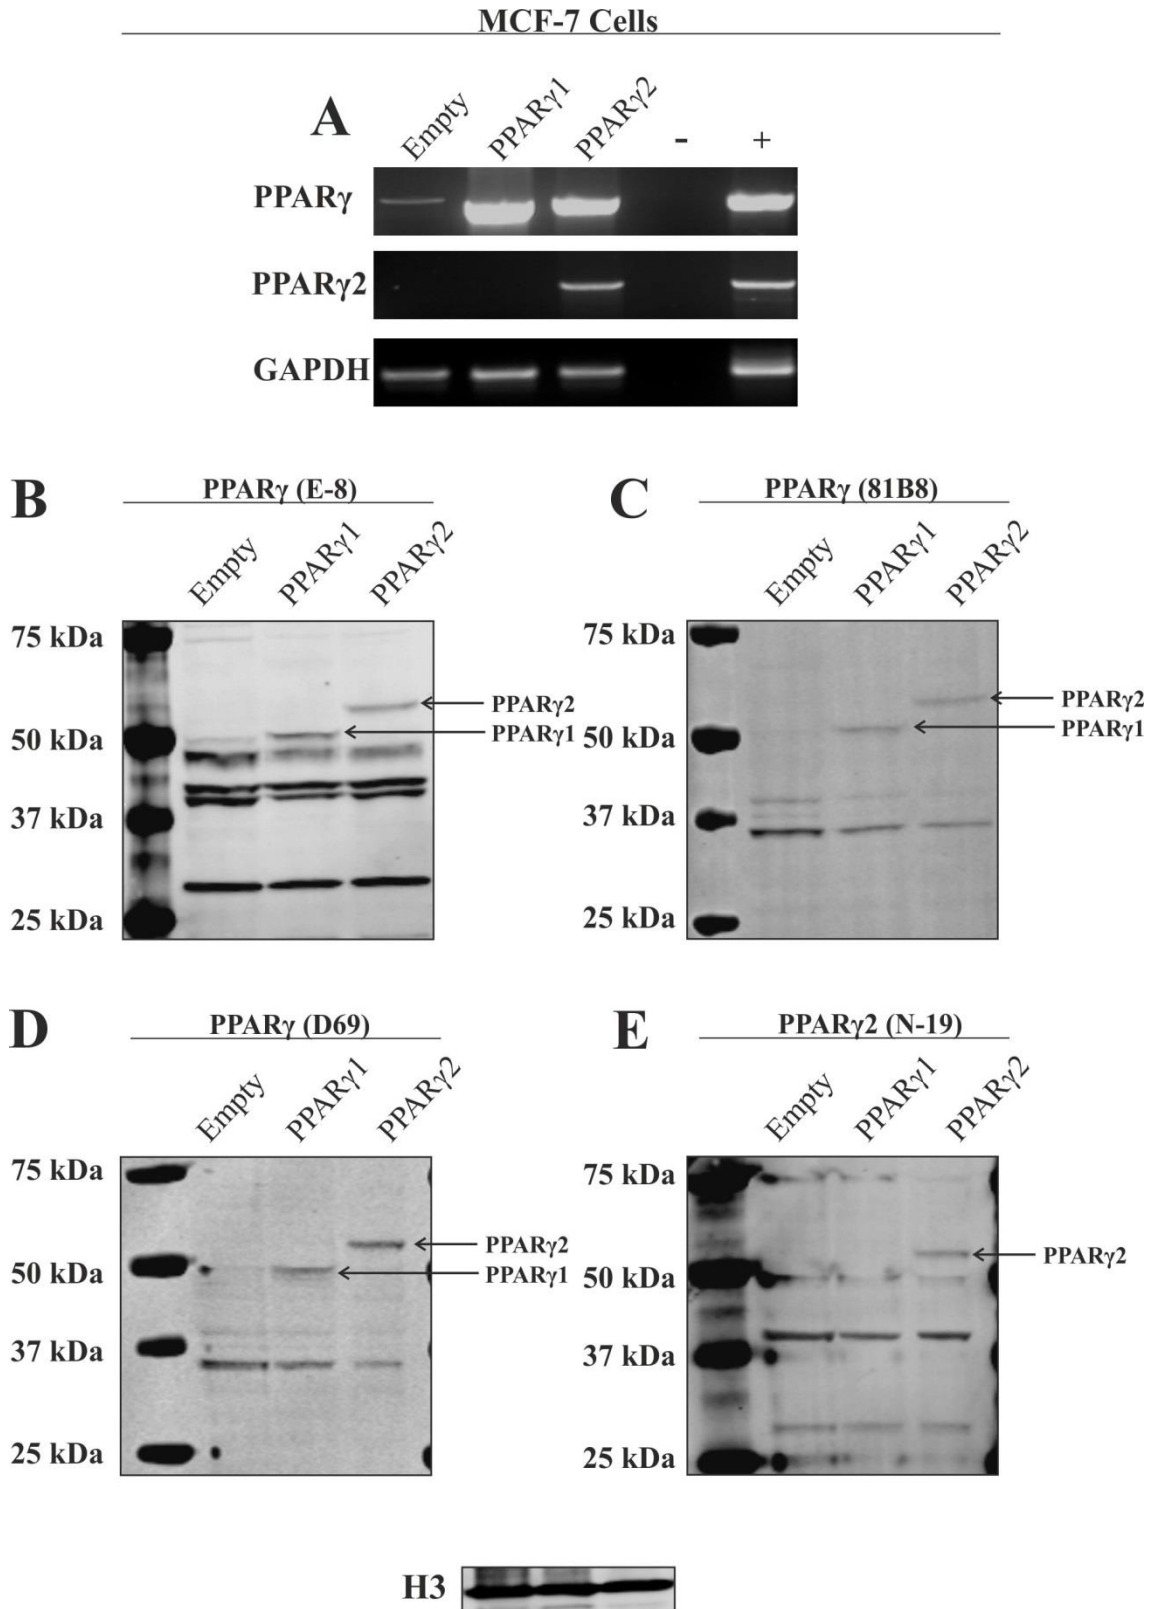 MCF-7 Cells
A
Empty PPARγ1 PPARγ2 - +
PPARγ
PPARγ2
GAPDH
B
PPARγ (E-8)
Empty PPARγ1 PPARγ2
75 kDa
50 kDa
37 kDa
25 kDa
PPARγ2
PPARγ1
C
PPARγ (81B8)
Empty PPARγ1 PPARγ2
75 kDa
50 kDa
37 kDa
25 kDa
PPARγ2
PPARγ1
D
PPARγ (D69)
Empty PPARγ1 PPARγ2
75 kDa
50 kDa
37 kDa
25 kDa
PPARγ2
PPARγ1
E
PPARγ2 (N-19)
Empty PPARγ1 PPARγ2
75 kDa
50 kDa
37 kDa
25 kDa
PPARγ2
H3